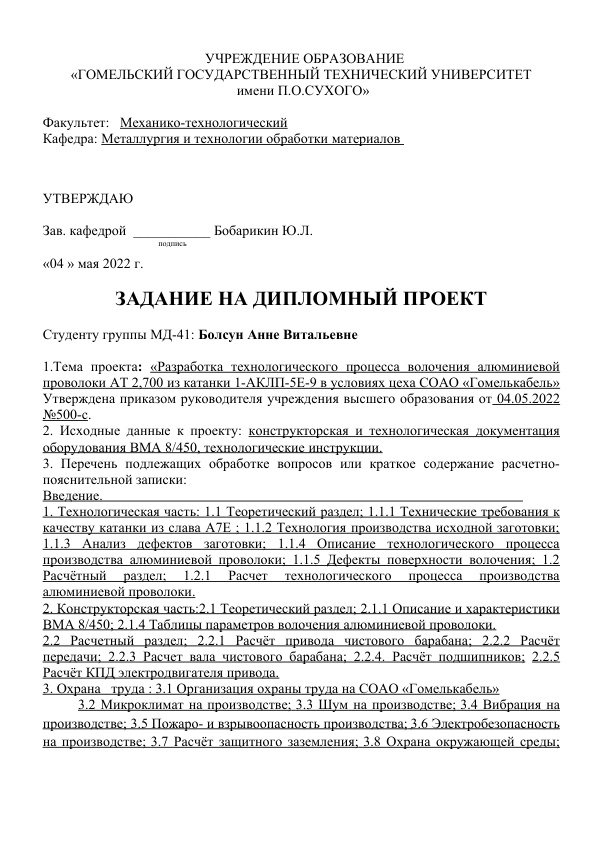 УЧРЕЖДЕНИЕ ОБРАЗОВАНИЕ
«ГОМЕЛЬСКИЙ ГОСУДАРСТВЕННЫЙ ТЕХНИЧЕСКИЙ УНИВЕРСИТЕТ
имени П.О.СУХОГО»
Факультет: Механико-технологический
Кафедра: Металлургия и технологии обработки материалов
УТВЕРЖДАЮ
Зав. кафедрой ___________ Бобарикин Ю.Л.
подпись
«04 » мая 2022 г.
ЗАДАНИЕ НА ДИПЛОМНЫЙ ПРОЕКТ
Студенту группы МД-41: Болсун Анне Витальевне
1.Тема проекта: «Разработка технологического процесса волочения алюминиевой
проволоки АТ 2,700 из катанки 1-АКЛП-5Е-9 в условиях цеха СОАО «Гомелькабель»
Утверждена приказом руководителя учреждения высшего образования от 04.05.2022
№500-с.
2. Исходные данные к проекту: конструкторская и технологическая документация
оборудования ВМА 8/450, технологические инструкции.
3. Перечень подлежащих обработке вопросов или краткое содержание расчетно-
пояснительной записки:
Введение.
1. Технологическая часть: 1.1 Теоретический раздел; 1.1.1 Технические требования к
качеству катанки из слава А7Е ; 1.1.2 Технология производства исходной заготовки;
1.1.3 Анализ дефектов заготовки; 1.1.4 Описание технологического процесса
производства алюминиевой проволоки; 1.1.5 Дефекты поверхности волочения; 1.2
Расчётный раздел; 1.2.1 Расчет технологического процесса производства
алюминиевой проволоки.
2. Конструкторская часть:2.1 Теоретический раздел; 2.1.1 Описание и характеристики
ВМА 8/450; 2.1.4 Таблицы параметров волочения алюминиевой проволоки.
2.2 Расчетный раздел; 2.2.1 Расчёт привода чистового барабана; 2.2.2 Расчёт
передачи; 2.2.3 Расчет вала чистового барабана; 2.2.4. Расчёт подшипников; 2.2.5
Расчёт КПД электродвигателя привода.
3. Охрана труда : 3.1 Организация охраны труда на СОАО «Гомелькабель»
3.2 Микроклимат на производстве; 3.3 Шум на производстве; 3.4 Вибрация на
производстве; 3.5 Пожаро- и взрывоопасность производства; 3.6 Электробезопасность
на производстве; 3.7 Расчёт защитного заземления; 3.8 Охрана окружающей среды;